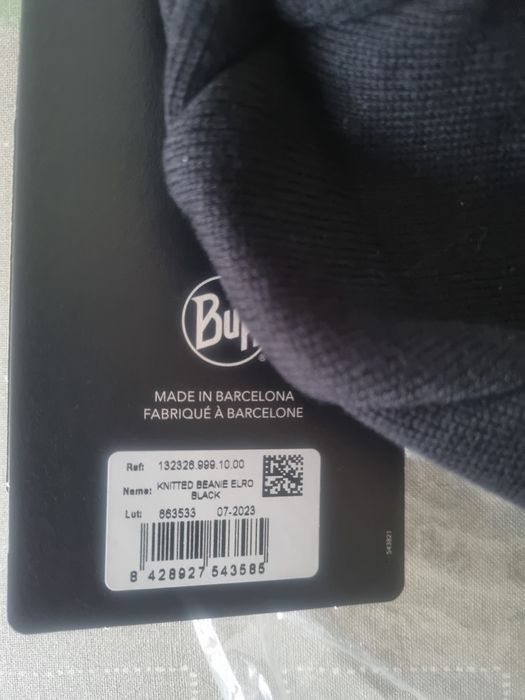 Buff
®
MADE IN BARCELONA
FABRIQUÉ À BARCELONE
Ref: 132326.999.10.00
Name: KNITTED BEANIE ELRO
BLACK
Lot: 663533 07-2023
8 428927 543585
543821